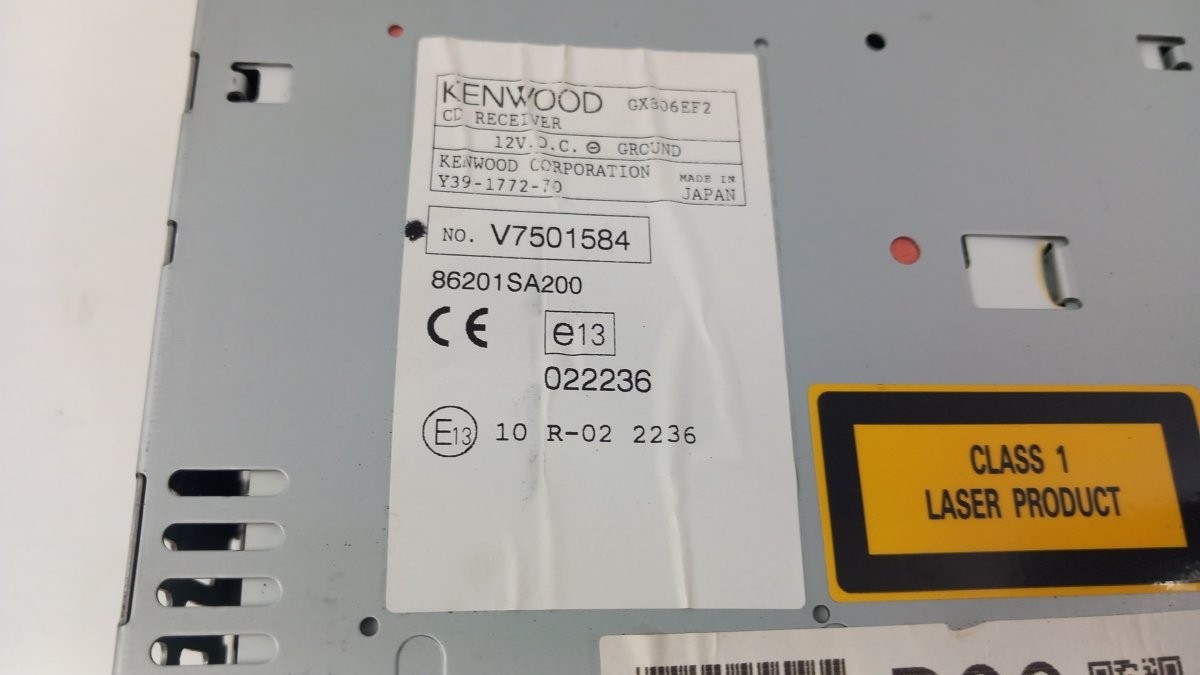 KENWOOD GX306EF2
CD RECEIVER
12V.D.C. ⊖ GROUND
KENWOOD CORPORATION MADE IN
Y39-1772-70 JAPAN
NO. V7501584
86201SA200
CE e13
022236
E13 10 R-02 2236
CLASS 1
LASER PRODUCT